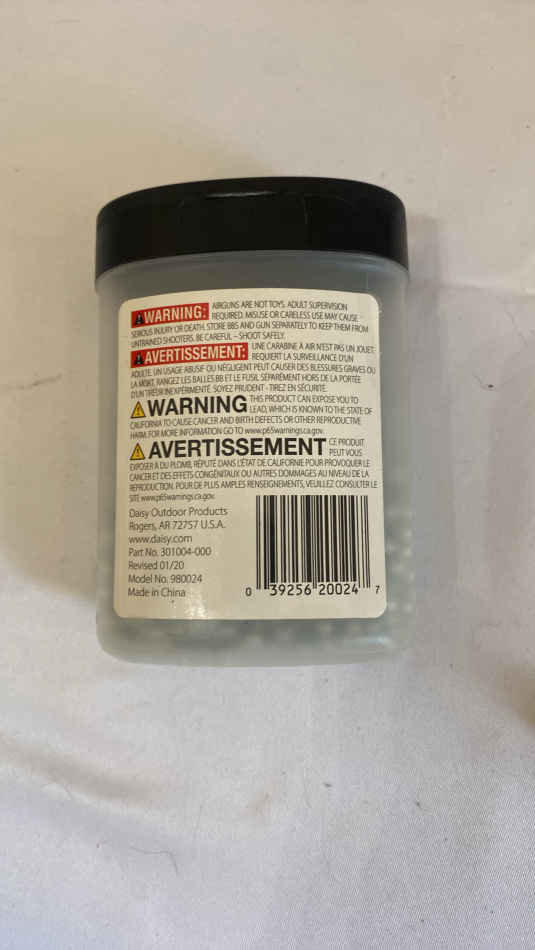 WARNING: AIRGUNS ARE NOT TOYS. ADULT SUPERVISION
REQUIRED. MISUSE OR CARELESS USE MAY CAUSE
SERIOUS INJURY OR DEATH. STORE BBS AND GUN SEPARATELY TO KEEP THEM FROM
UNTRAINED SHOOTERS. BE CAREFUL – SHOOT SAFELY.
AVERTISSEMENT: UNE CARABINE À AIR N'EST PAS UN JOUET.
REQUIERT LA SURVEILLANCE D'UN
ADULTE. UN USAGE ABUSIF OU NÉGLIGENT PEUT CAUSER DES BLESSURES GRAVES OU
LA MORT. RANGEZ LES BALLES BB ET LE FUSIL SÉPARÉMENT HORS DE LA PORTÉE
D'UN TIREUR INEXPÉRIMENTÉ. SOYEZ PRUDENT - TIREZ EN SÉCURITÉ.
WARNING THIS PRODUCT CAN EXPOSE YOU TO
LEAD, WHICH IS KNOWN TO THE STATE OF
CALIFORNIA TO CAUSE CANCER AND BIRTH DEFECTS OR OTHER REPRODUCTIVE
HARM. FOR MORE INFORMATION GO TO www.p65warnings.ca.gov.
AVERTISSEMENT CE PRODUIT
PEUT VOUS
EXPOSER À DU PLOMB, RÉPUTÉ DANS L'ÉTAT DE CALIFORNIE POUR PROVOQUER LE
CANCER ET DES EFFETS CONGÉNITAUX OU AUTRES DOMMAGES AU NIVEAU DE LA
REPRODUCTION. POUR DE PLUS AMPLES RENSEIGNEMENTS, VEUILLEZ CONSULTER LE
SITE www.p65warnings.ca.gov.
Daisy Outdoor Products
Rogers, AR 72757 U.S.A.
www.daisy.com
Part No. 301004-000
Revised 01/20
Model No. 980024
Made in China
0 39256 20024 7